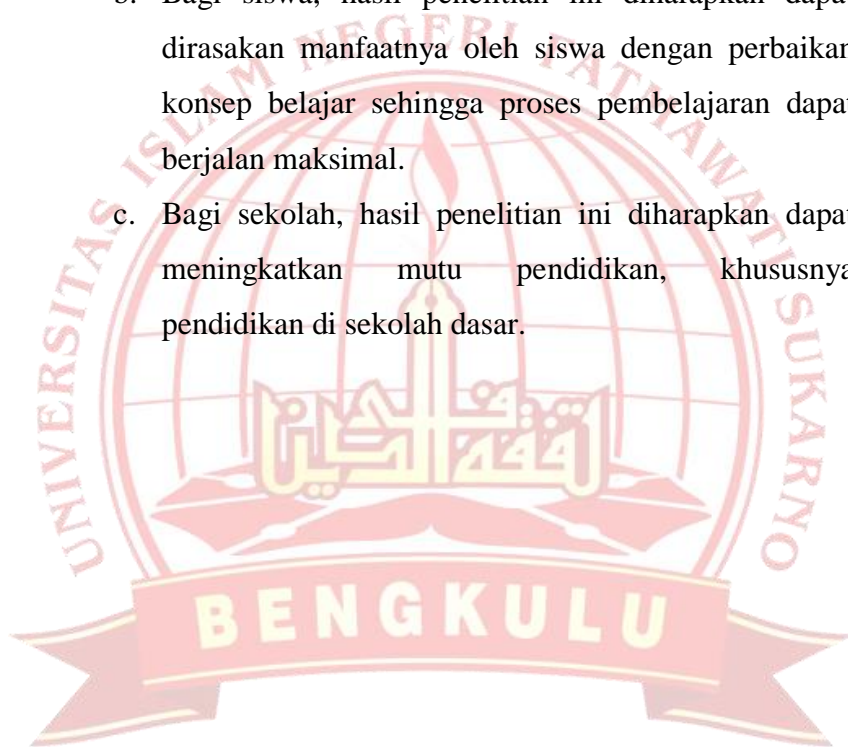 b. Bagi siswa, hasil penelitian ini diharapkan dapat
dirasakan manfaatnya oleh siswa dengan perbaikan
konsep belajar sehingga proses pembelajaran dapat
berjalan maksimal.
c. Bagi sekolah, hasil penelitian ini diharapkan dapat
meningkatkan mutu pendidikan, khususnya
pendidikan di sekolah dasar.
UNIVERSITAS ISLAM NEGERI FATMAWATI SUKARNO
BENGKULU